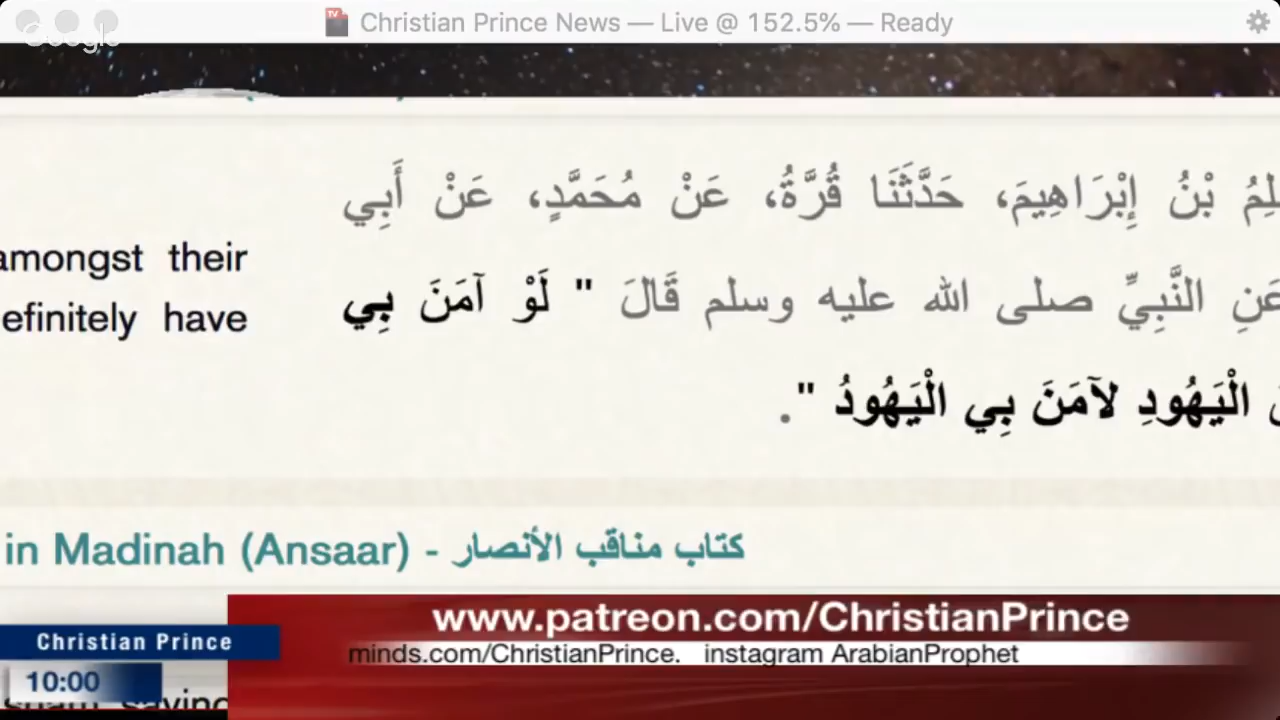 Christian Prince News — Live @ 152.5% — Ready
Google
لِمُ بْنُ إِبْرَاهِيمَ، حَدَّثَنَا قُرَّةُ، عَنْ مُحَمَّدٍ، عَنْ أَبِي
amongst their
عَنِ النَّبِيِّ صلى الله عليه وسلم قَالَ " لَوْ آمَنَ بِي
efinitely have
الْيَهُودِ لآمَنَ بِي الْيَهُودُ ".
in Madinah (Ansaar) - كتاب مناقب الأنصار
www.patreon.com/ChristianPrince
Christian Prince
minds.com/ChristianPrince. instagram ArabianProphet
10:00